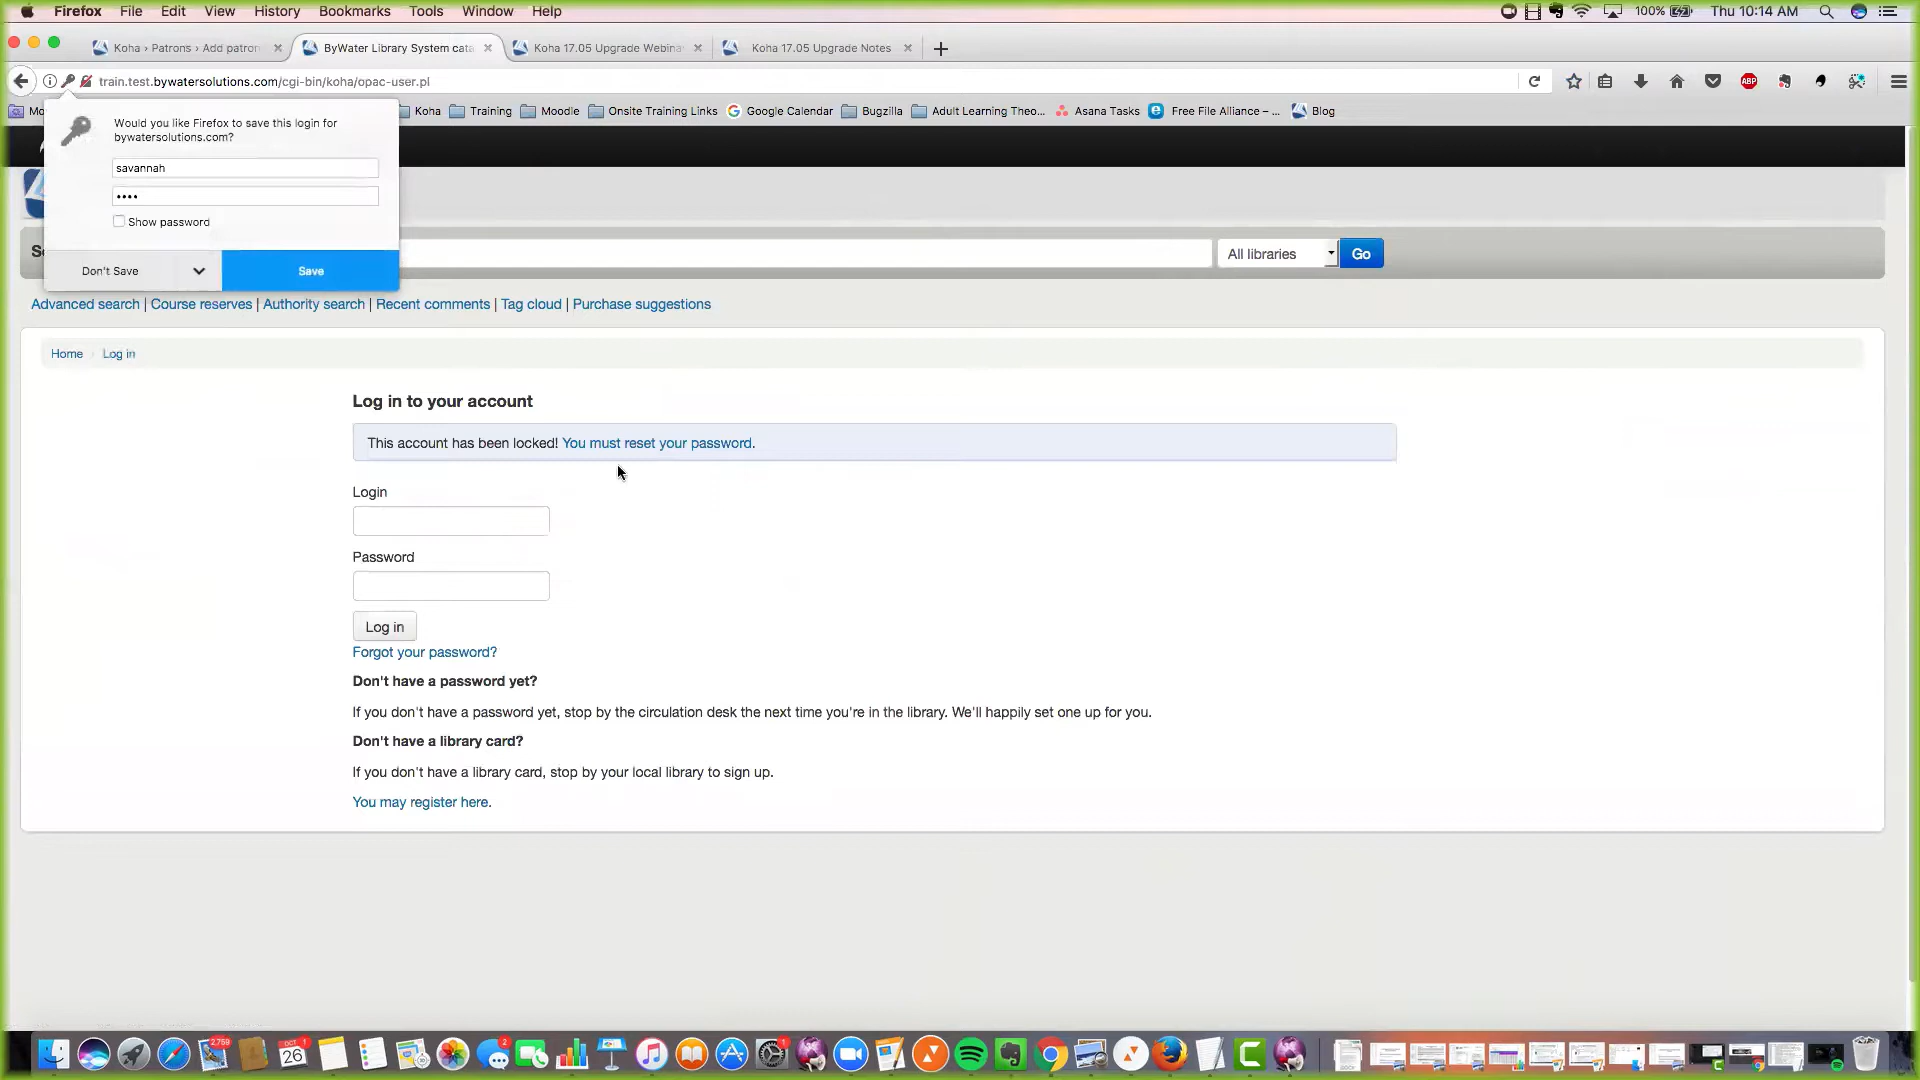 Firefox File Edit View History Bookmarks Tools Window Help 100% Thu 10:14 AM
Koha › Patrons › Add patron ByWater Library System cata Koha 17.05 Upgrade Webina Koha 17.05 Upgrade Notes
train.test.bywatersolutions.com/cgi-bin/koha/opac-user.pl ABP
Mo Koha Training Moodle Onsite Training Links Google Calendar Bugzilla Adult Learning Theo... Asana Tasks Free File Alliance – ... Blog
Would you like Firefox to save this login for
bywatersolutions.com?
savannah
••••
Show password
Don't Save Save
All libraries Go
Advanced search | Course reserves | Authority search | Recent comments | Tag cloud | Purchase suggestions
Home Log in
Log in to your account
This account has been locked! You must reset your password.
Login
Password
Log in
Forgot your password?
Don't have a password yet?
If you don't have a password yet, stop by the circulation desk the next time you're in the library. We'll happily set one up for you.
Don't have a library card?
If you don't have a library card, stop by your local library to sign up.
You may register here.
2,759 OCT 26 2 1